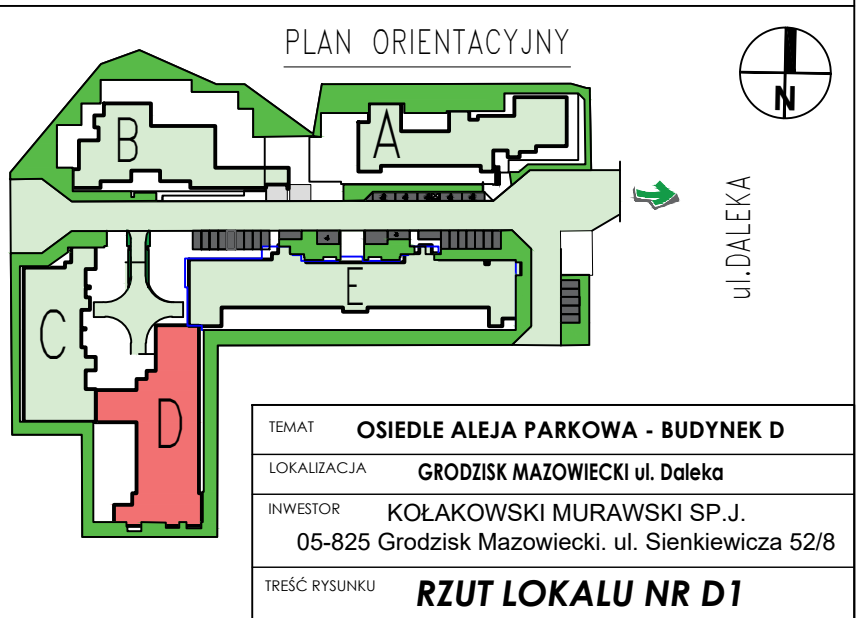 PLAN ORIENTACYJNY
N
B
A
ul.DALEKA
E
C
D
TEMAT OSIEDLE ALEJA PARKOWA - BUDYNEK D
LOKALIZACJA GRODZISK MAZOWIECKI ul. Daleka
INWESTOR KOŁAKOWSKI MURAWSKI SP.J.
05-825 Grodzisk Mazowiecki. ul. Sienkiewicza 52/8
TREŚĆ RYSUNKU RZUT LOKALU NR D1